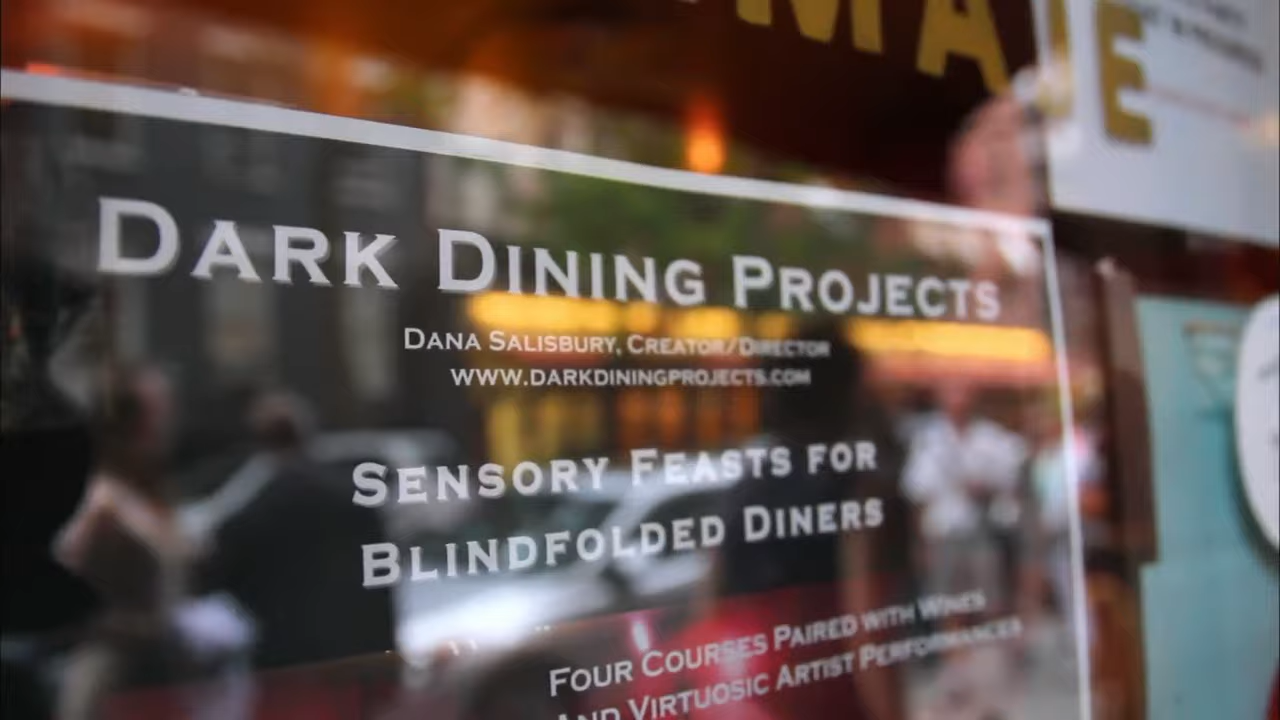 DARK DINING PROJECTS
DANA SALISBURY, CREATOR/DIRECTOR
WWW.DARKDININGPROJECTS.COM
SENSORY FEASTS FOR
BLINDFOLDED DINERS
FOUR COURSES PAIRED WITH WINES
AND VIRTUOSIC ARTIST PERFORMANCES